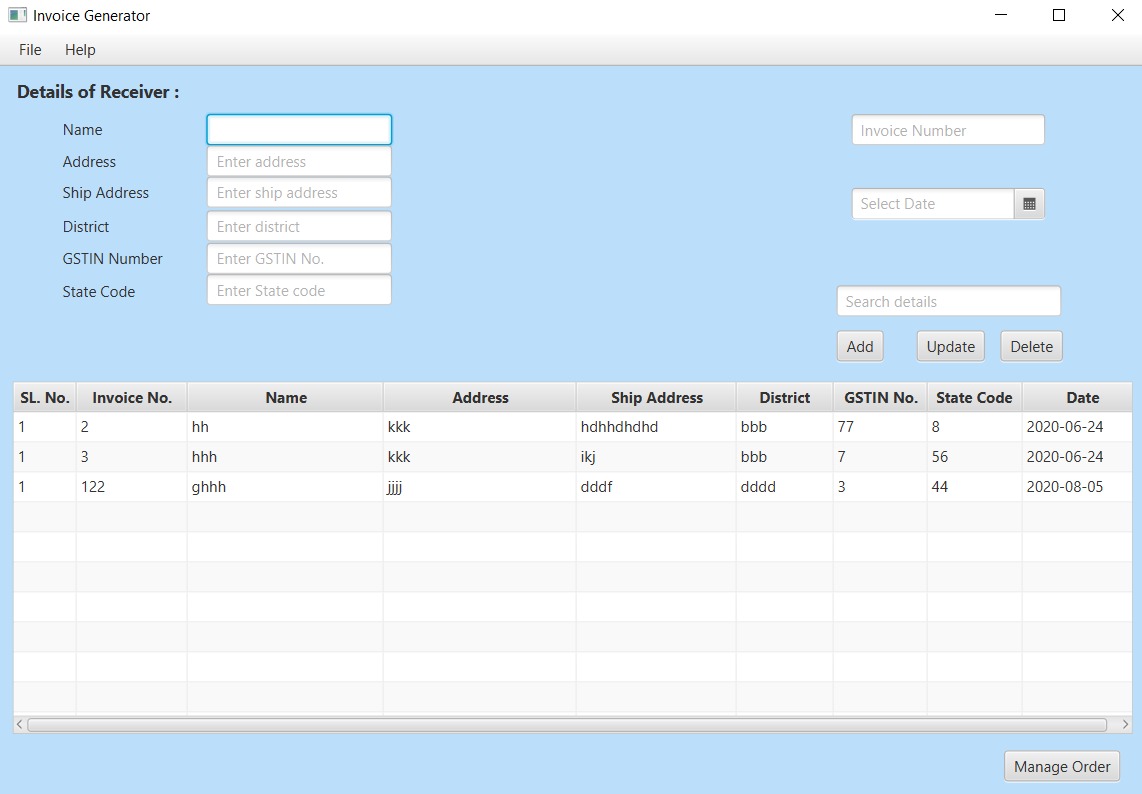 Invoice Generator
File Help
Details of Receiver :
Name
Invoice Number
Address Enter address
Ship Address Enter ship address
Select Date
District Enter district
GSTIN Number Enter GSTIN No.
State Code Enter State code
Search details
Add Update Delete
SL. No. Invoice No. Name Address Ship Address District GSTIN No. State Code Date
1 2 hh kkk hdhhdhdhd bbb 77 8 2020-06-24
1 3 hhh kkk ikj bbb 7 56 2020-06-24
1 122 ghhh jjjj dddf dddd 3 44 2020-08-05
Manage Order